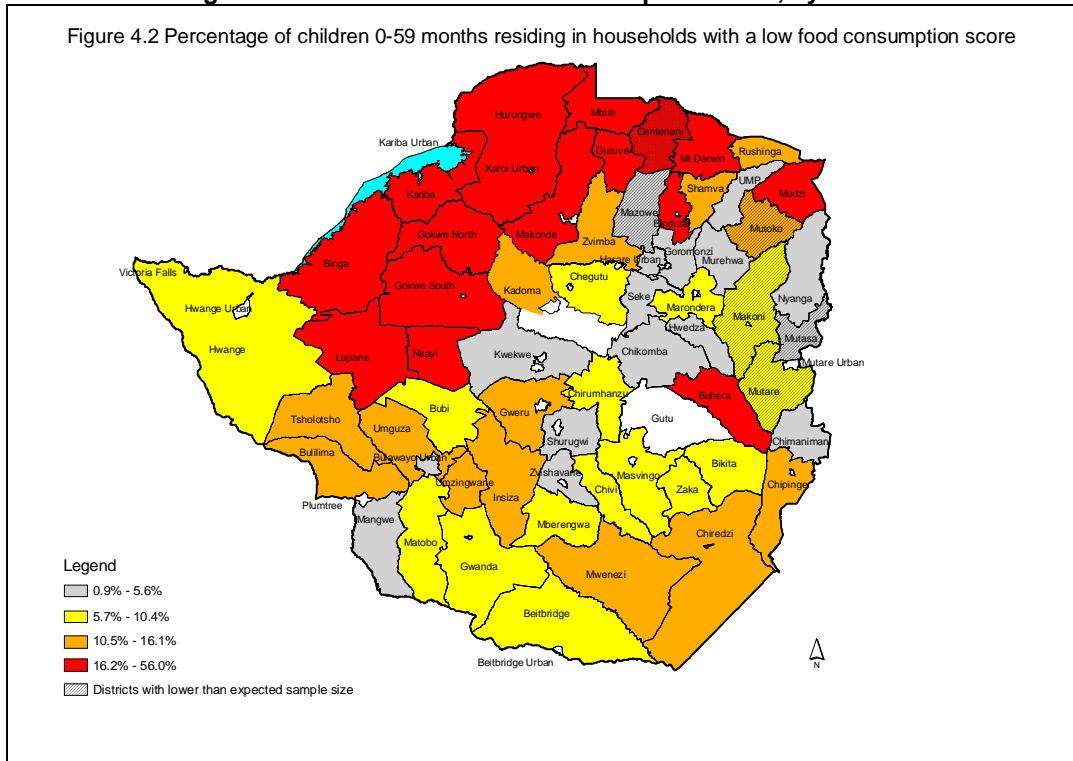 Figure 4.2 Percentage of children 0-59 months residing in households with a low food consumption score
Hurungwe
Mbire
Kariba Urban
Centenary
Guruve
Mt Darwin
Rushinga
Karoi Urban
UMP
Shamva
Kariba
Mudzi
Mazowe
Bindura
Mutoko
Gokwe North
Makonde
Zvimba
Goromonzi
Harare Urban
Murehwa
Binga
Victoria Falls
Chegutu
Gokwe South
Kadoma
Seke
Nyanga
Hwange Urban
Marondera
Makoni
Hwedza
Mutasa
Hwange
Lupane
Nkayi
Kwekwe
Chikomba
Mutare Urban
Chirumhanzu
Buhera
Mutare
Bubi
Gweru
Gutu
Tsholotsho
Umguza
Shurugwi
Chimaniman
Bulilima
Bulawayo Urban
Bikita
Zvishavane
Masvingo
Umzingwane
Chipinge
Chivi
Zaka
Insiza
Plumtree
Mangwe
Mberengwa
Chiredzi
Matobo
Gwanda
Mwenezi
Beitbridge
Beitbridge Urban
N
Legend
0.9% - 5.6%
5.7% - 10.4%
10.5% - 16.1%
16.2% - 56.0%
Districts with lower than expected sample size